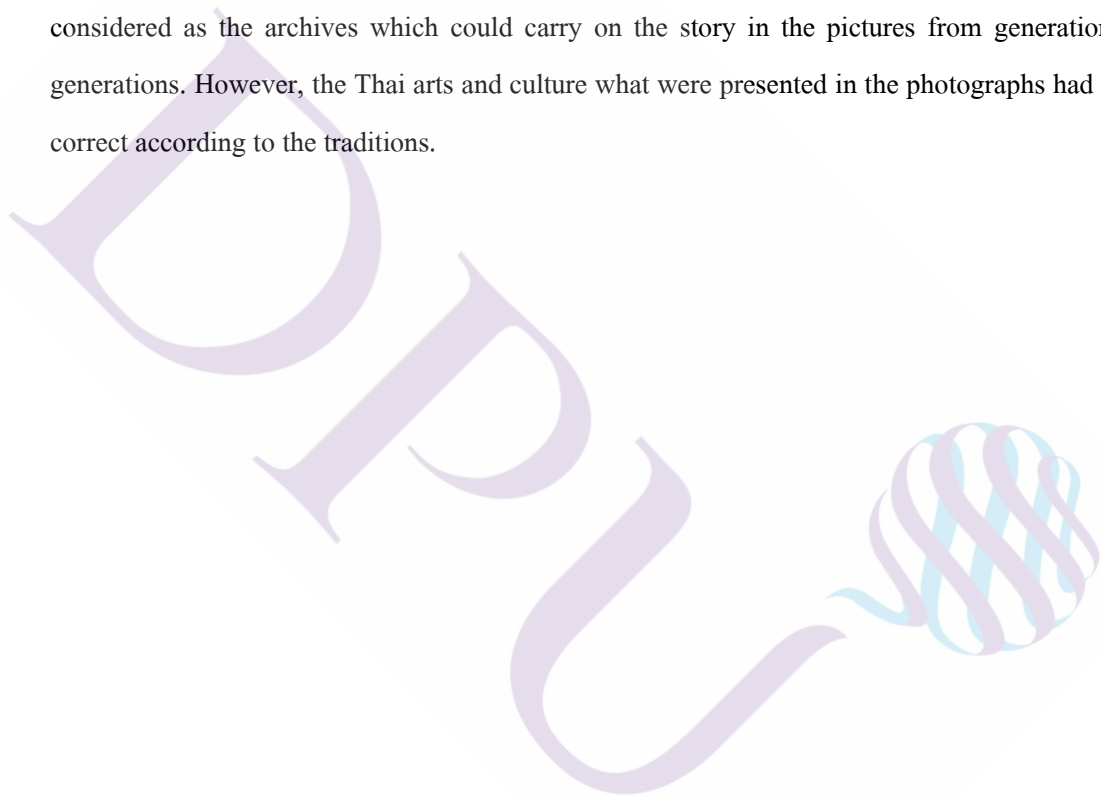 considered as the archives which could carry on the story in the pictures from generation
generations. However, the Thai arts and culture what were presented in the photographs had
correct according to the traditions.
DPU